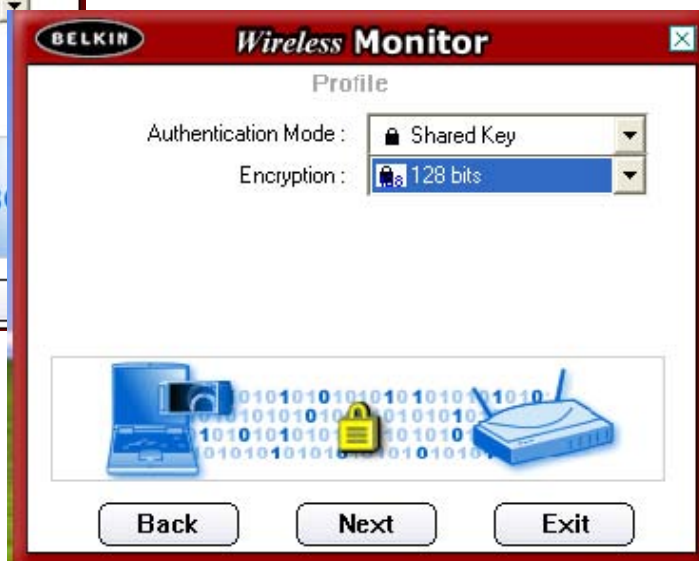 BELKIN
Wireless Monitor
Profile
Authentication Mode : Shared Key
Encryption : 128 bits
Back Next Exit